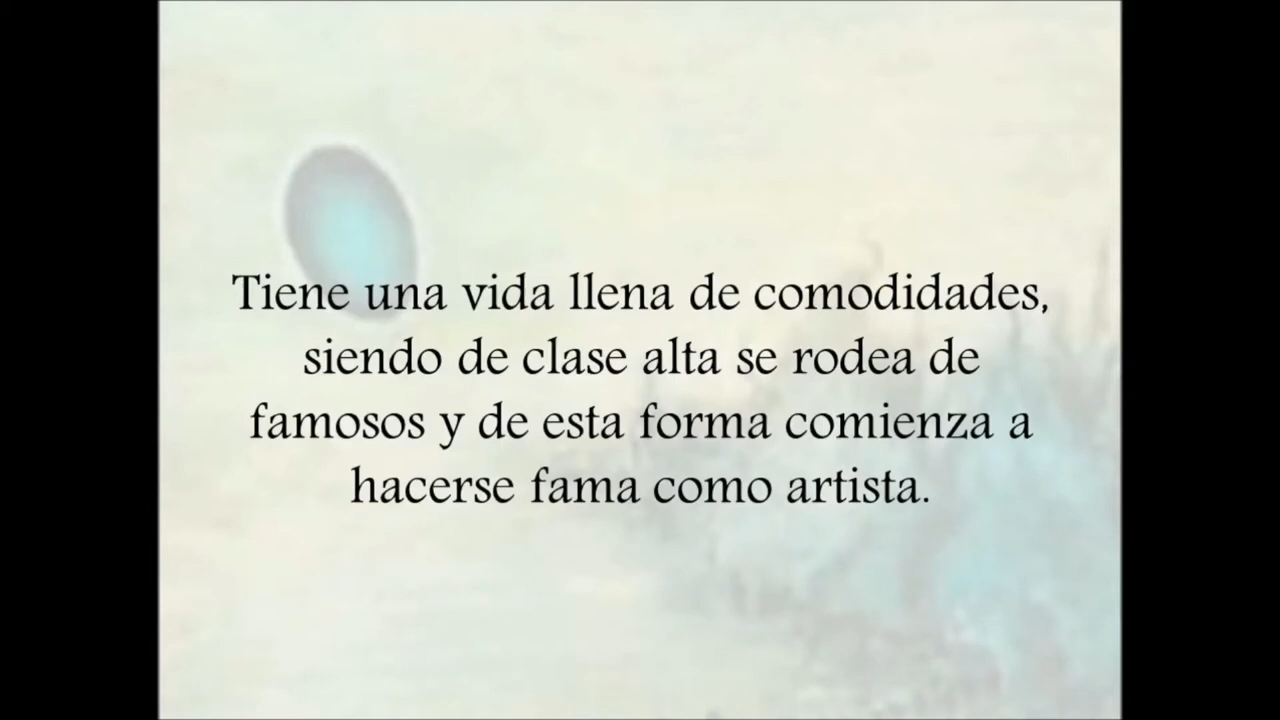 Tiene una vida llena de comodidades,
siendo de clase alta se rodea de
famosos y de esta forma comienza a
hacerse fama como artista.